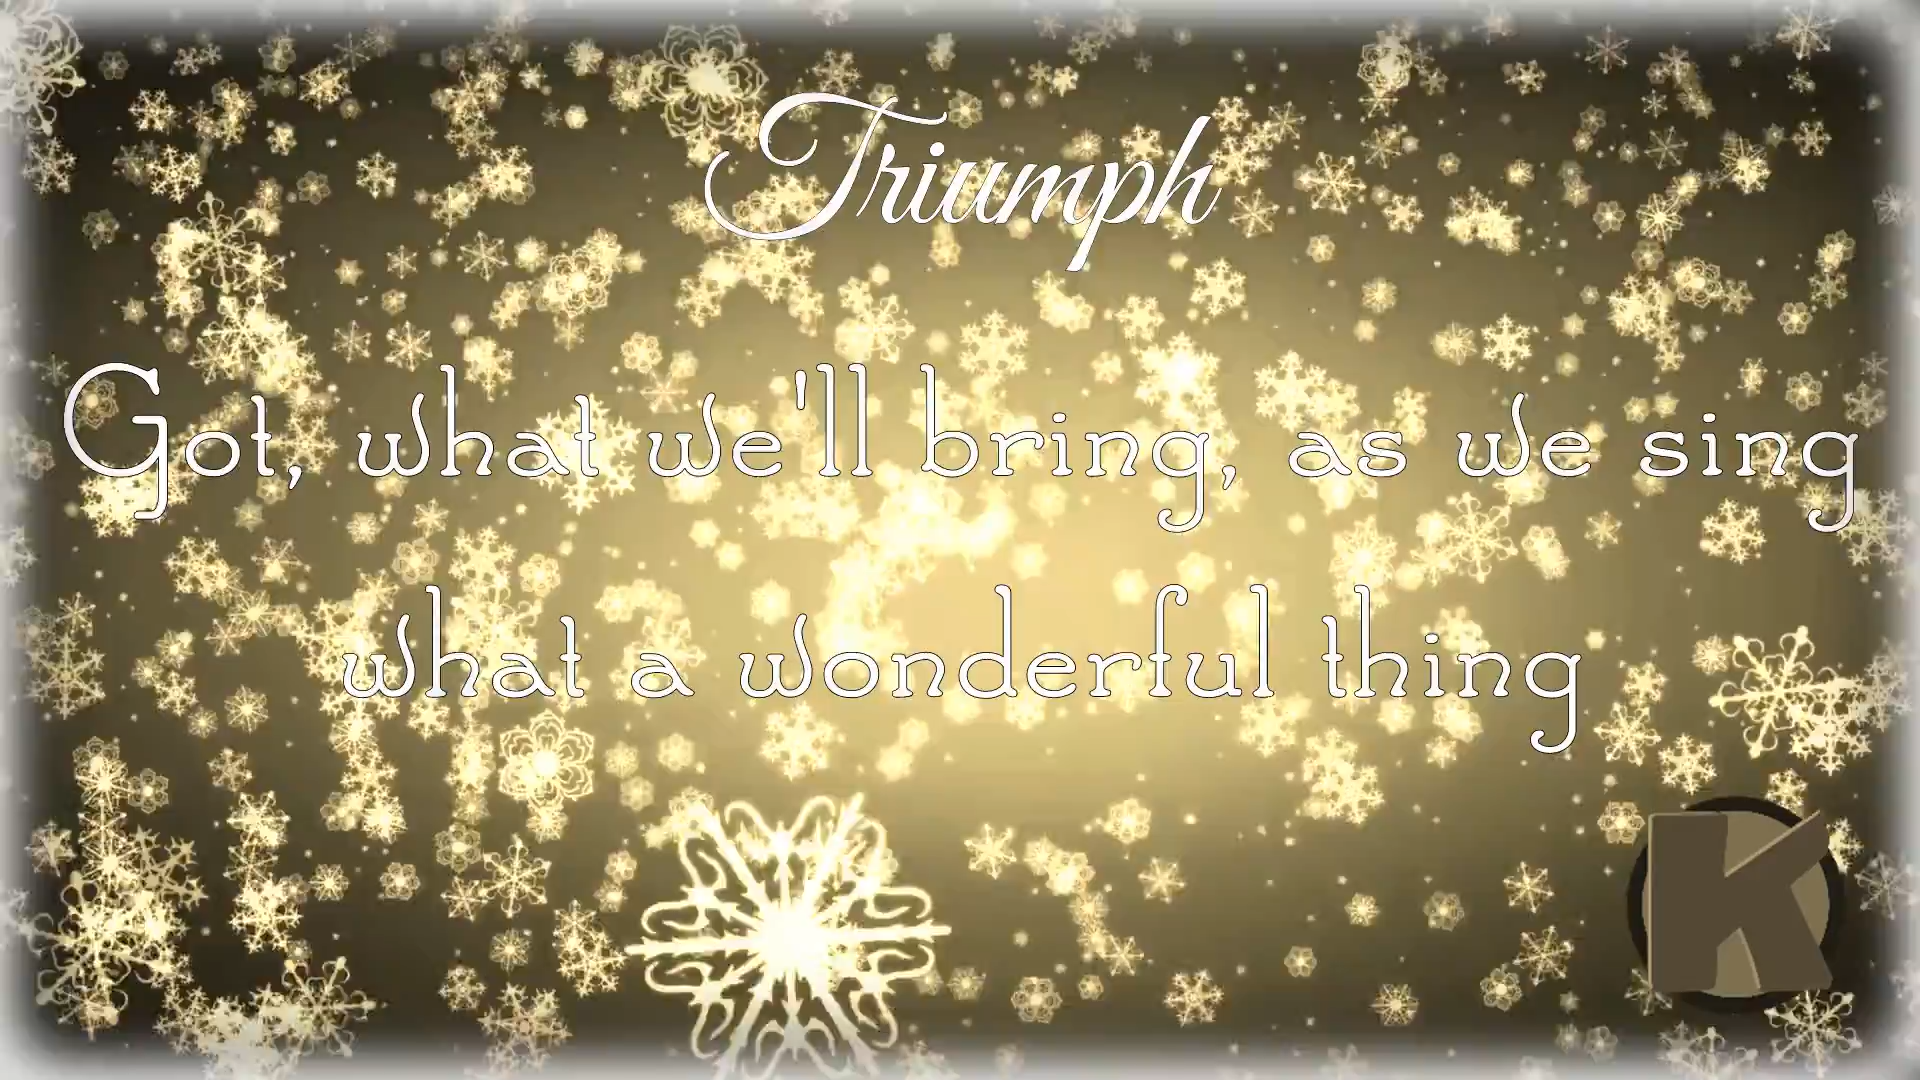 Triumph
Got, what we'll bring, as we sing
what a wonderful thing
K